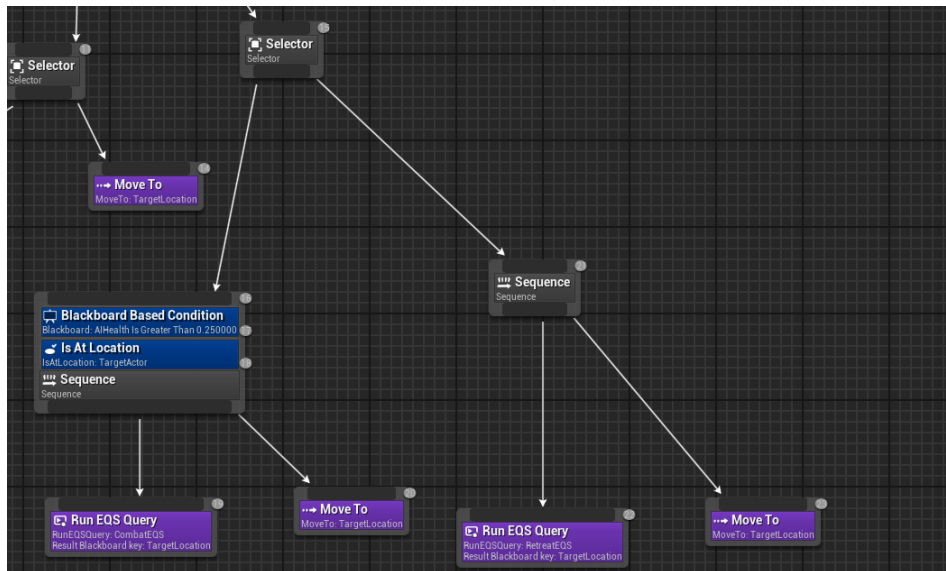 Selector
Selector
Selector
Selector
Move To
MoveTo: TargetLocation
Sequence
Sequence
Blackboard Based Condition
Blackboard: AIHealth Is Greater Than 0.250000
Is At Location
IsAtLocation: TargetActor
Sequence
Sequence
Run EQS Query
RunEQSQuery: CombatEQS
Result Blackboard key: TargetLocation
Move To
MoveTo: TargetLocation
Run EQS Query
RunEQSQuery: RetreatEQS
Result Blackboard key: TargetLocation
Move To
MoveTo: TargetLocation